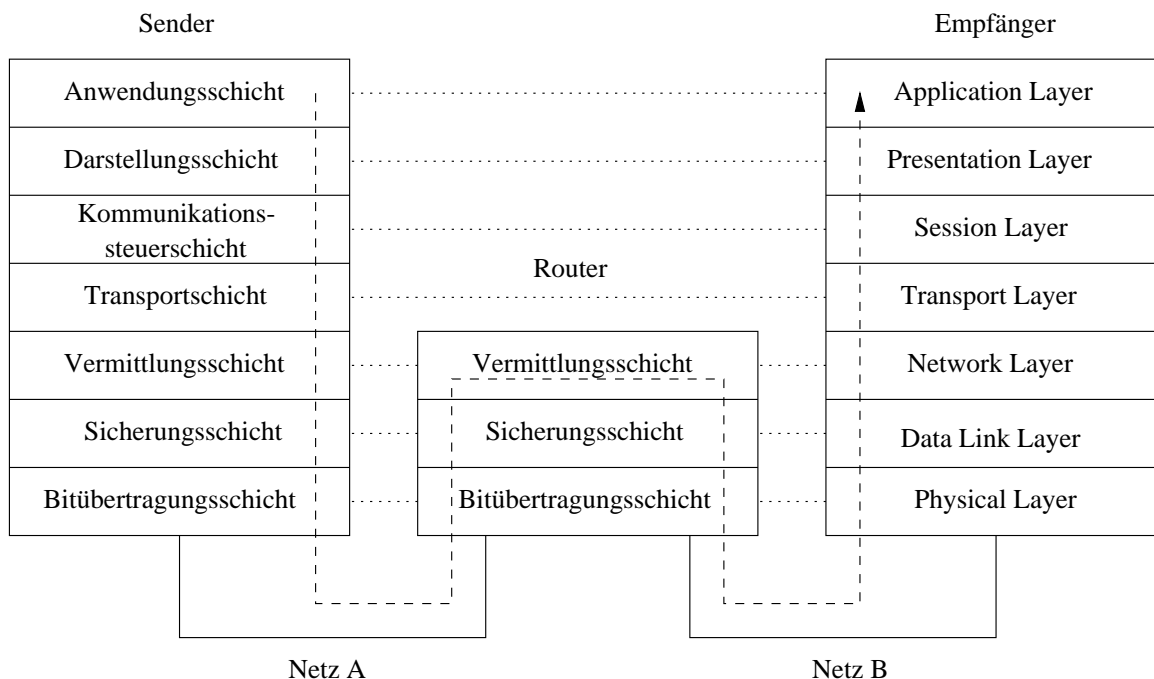 Sender
Empfänger
Anwendungsschicht
Application Layer
Darstellungsschicht
Presentation Layer
Kommunikations-
steuerschicht
Session Layer
Router
Transportschicht
Transport Layer
Vermittlungsschicht
Vermittlungsschicht
Network Layer
Sicherungsschicht
Sicherungsschicht
Data Link Layer
Bitübertragungsschicht
Bitübertragungsschicht
Physical Layer
Netz A
Netz B